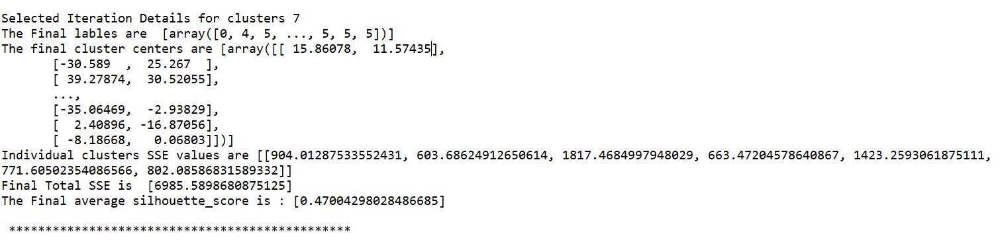 Selected Iteration Details for clusters 7
The Final lables are  [array([0, 4, 5, ..., 5, 5, 5])]
The final cluster centers are [array([[ 15.86078,  11.57435],
       [-30.589  ,  25.267  ],
       [ 39.27874,  30.52055],
       ...,
       [-35.06469,  -2.93829],
       [  2.40896, -16.87056],
       [ -8.18668,   0.06803]])]
Individual clusters SSE values are [[904.01287533552431, 603.68624912650614, 1817.4684997948029, 663.47204578640867, 1423.2593061875111,
771.60502354086566, 802.08586831589332]]
Final Total SSE is  [6985.5898680875125]
The Final average silhouette_score is : [0.47004298028486685]
***********************************************